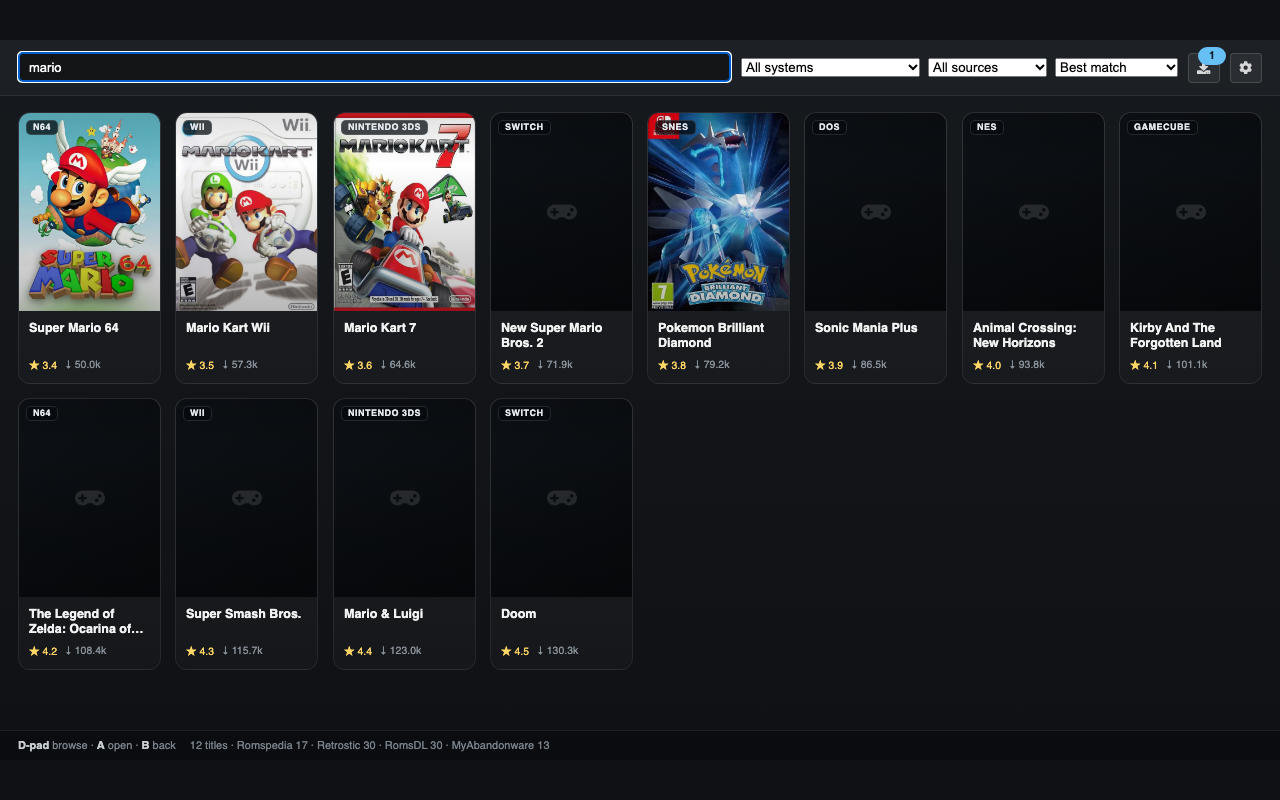 mario
All systems
All sources
Best match
1
N64
WII
Wii
MARIOKART
Wii
NINTENDO 3DS
MARIOKART
7
SWITCH
SNES
DOS
NES
GAMECUBE
SUPER
MARIO 64
POKéMON
BRILLIANT
DIAMOND
7
Super Mario 64
Mario Kart Wii
Mario Kart 7
New Super Mario
Bros. 2
Pokemon Brilliant
Diamond
Sonic Mania Plus
Animal Crossing:
New Horizons
Kirby And The
Forgotten Land
★ 3.4 ↓ 50.0k
★ 3.5 ↓ 57.3k
★ 3.6 ↓ 64.6k
★ 3.7 ↓ 71.9k
★ 3.8 ↓ 79.2k
★ 3.9 ↓ 86.5k
★ 4.0 ↓ 93.8k
★ 4.1 ↓ 101.1k
N64
WII
NINTENDO 3DS
SWITCH
The Legend of
Zelda: Ocarina of...
Super Smash Bros.
Mario & Luigi
Doom
★ 4.2 ↓ 108.4k
★ 4.3 ↓ 115.7k
★ 4.4 ↓ 123.0k
★ 4.5 ↓ 130.3k
D-pad browse · A open · B back 12 titles · Romspedia 17 · Retrostic 30 · RomsDL 30 · MyAbandonware 13